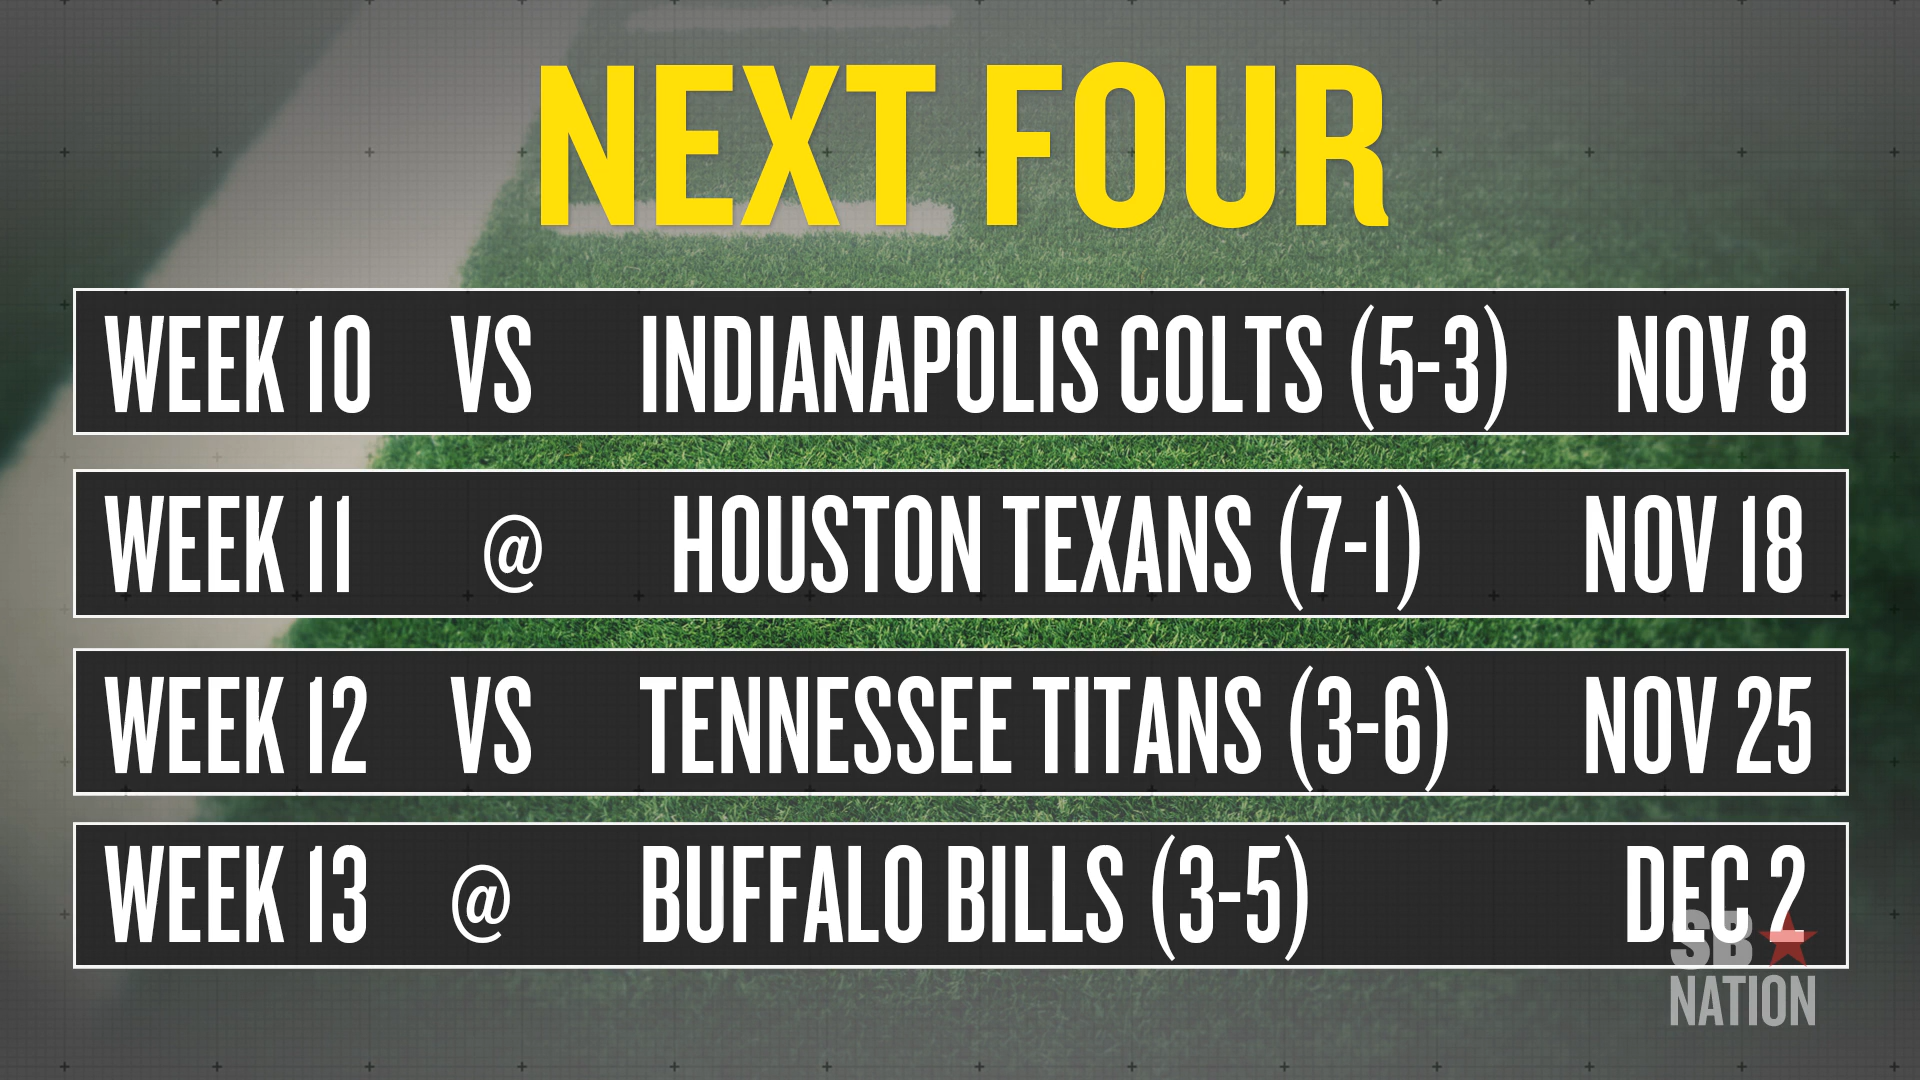 NEXT FOUR
WEEK 10 VS INDIANAPOLIS COLTS (5-3) NOV 8
WEEK 11 @ HOUSTON TEXANS (7-1) NOV 18
WEEK 12 VS TENNESSEE TITANS (3-6) NOV 25
WEEK 13 @ BUFFALO BILLS (3-5) DEC 2
SB
NATION